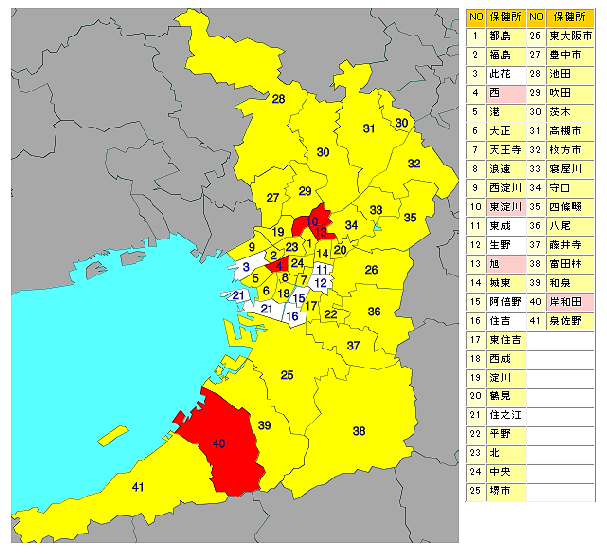 NO 保健所 NO 保健所
1 都島 26 東大阪市
2 福島 27 豊中市
3 此花 28 池田
4 西 29 吹田
5 港 30 茨木
6 大正 31 高槻市
7 天王寺 32 枚方市
8 浪速 33 寝屋川
9 西淀川 34 守口
10 東淀川 35 四條畷
11 東成 36 八尾
12 生野 37 藤井寺
13 旭 38 富田林
14 城東 39 和泉
15 阿倍野 40 岸和田
16 住吉 41 泉佐野
17 東住吉
18 西成
19 淀川
20 鶴見
21 住之江
22 平野
23 北
24 中央
25 堺市
28
30
31
30
32
29
27
33
35
34
10
13
19
9
23
1
14
20
2
3
4
24
11
26
5
8
7
12
6
18
15
21
21
17
16
22
36
37
25
39
40
38
41